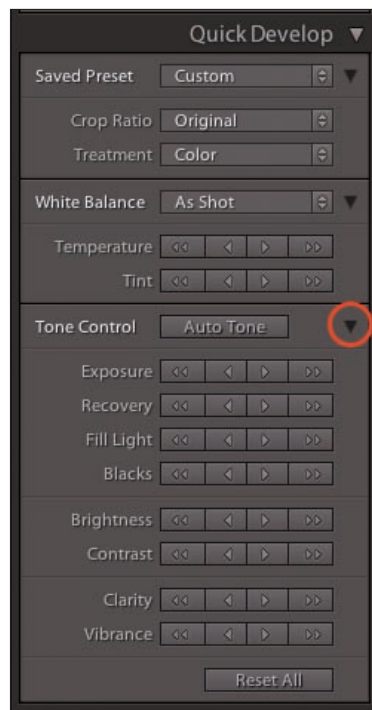 Quick Develop
Saved Preset Custom
Crop Ratio Original
Treatment Color
White Balance As Shot
Temperature
Tint
Tone Control Auto Tone
Exposure
Recovery
Fill Light
Blacks
Brightness
Contrast
Clarity
Vibrance
Reset All